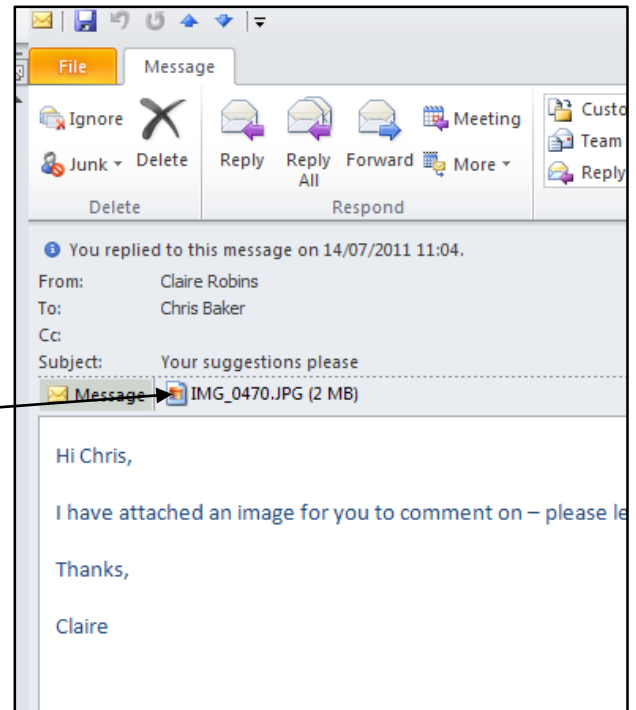 File Message
Ignore Delete Reply Reply All Forward Meeting Custo
Junk More Team
Reply
Delete Respond
You replied to this message on 14/07/2011 11:04.
From: Claire Robins
To: Chris Baker
Cc:
Subject: Your suggestions please
Message IMG_0470.JPG (2 MB)
Hi Chris,
I have attached an image for you to comment on – please le
Thanks,
Claire